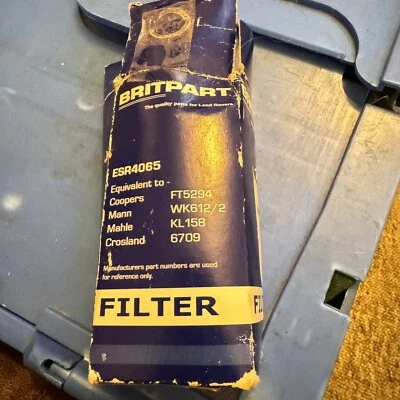 BRITPART
The quality parts for Land Rovers
ESR4065
Equivalent to -
Coopers FT5294
Mann WK612/2
Mahle KL158
Crosland 6709
Manufacturers part numbers are used
for reference only.
FILTER